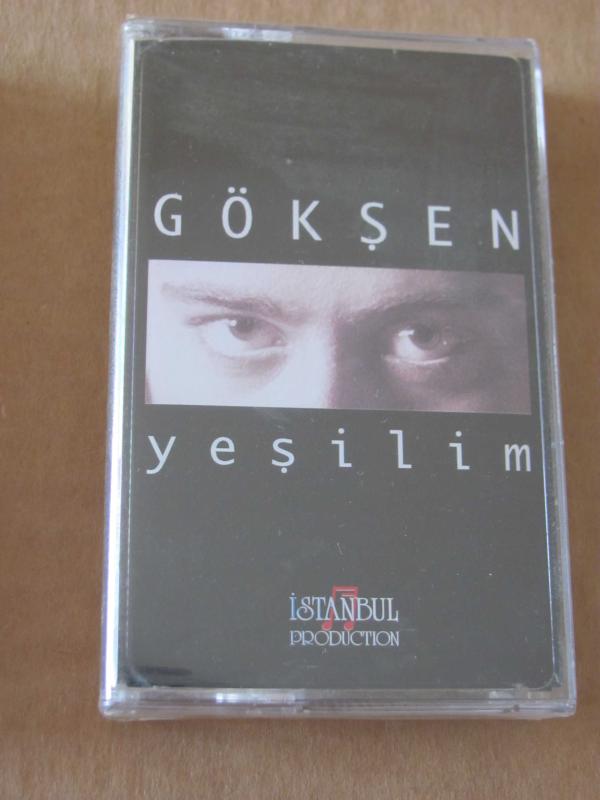 GÖKŞEN
yeşilim
İSTANBUL
PRODUCTION